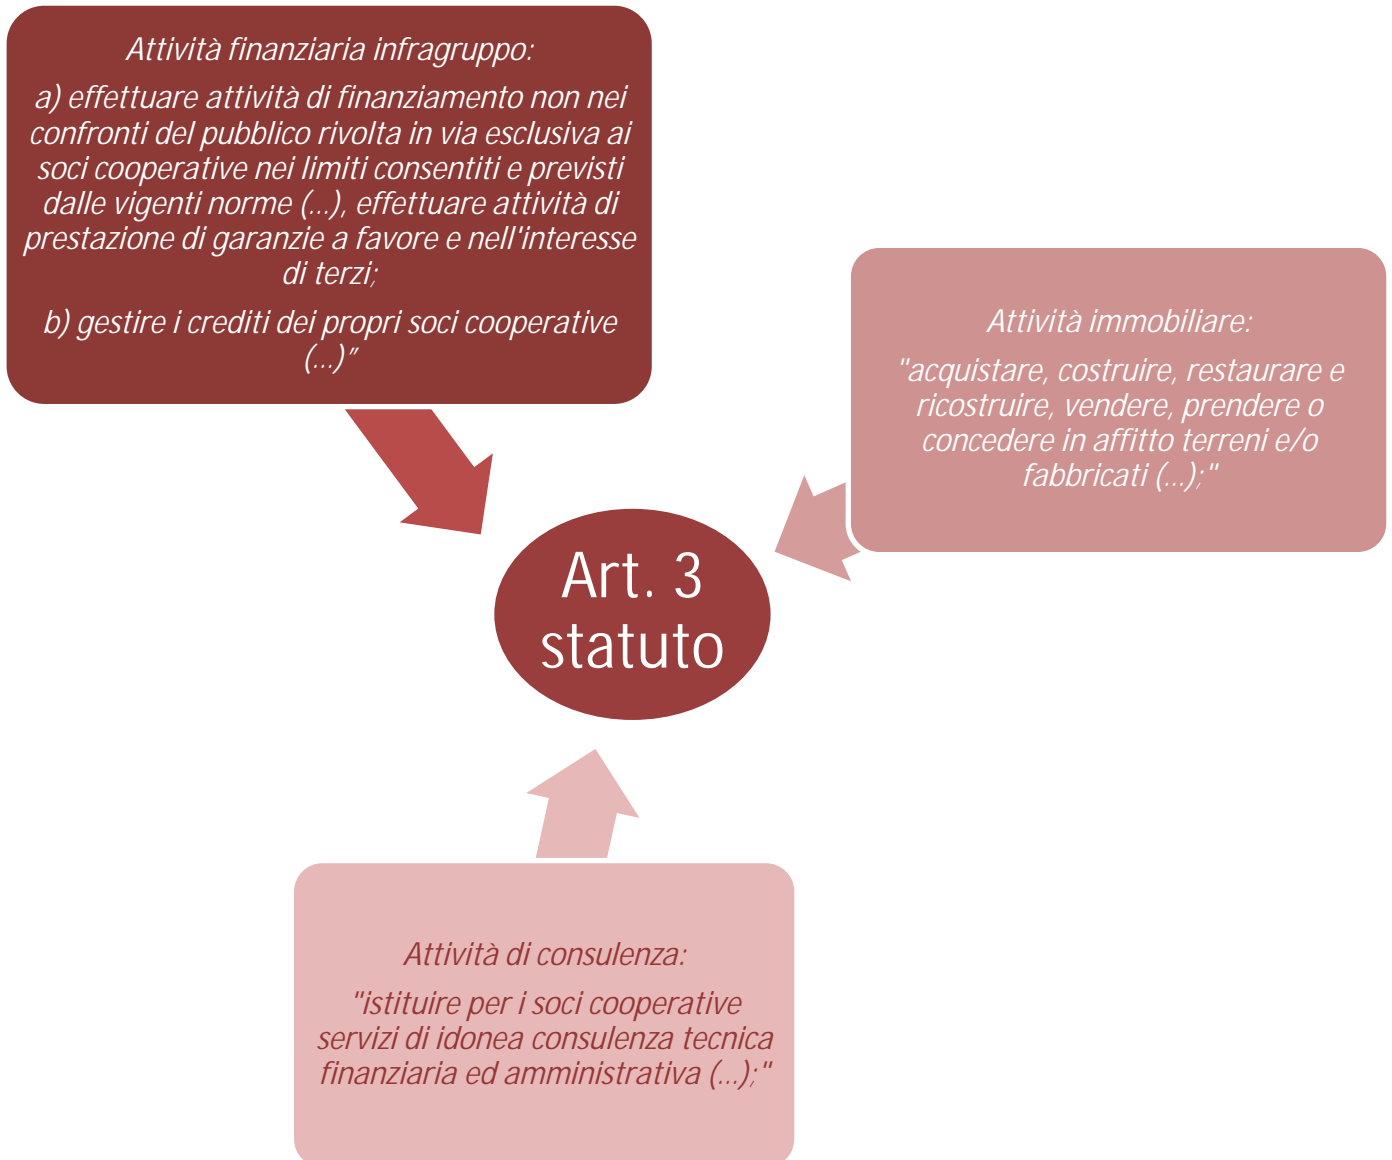 Attività finanziaria infragruppo:
a) effettuare attività di finanziamento non nei
confronti del pubblico rivolta in via esclusiva ai
soci cooperative nei limiti consentiti e previsti
dalle vigenti norme (...), effettuare attività di
prestazione di garanzie a favore e nell'interesse
di terzi;
b) gestire i crediti dei propri soci cooperative
(...)”
Attività immobiliare:
"acquistare, costruire, restaurare e
ricostruire, vendere, prendere o
concedere in affitto terreni e/o
fabbricati (...);"
Art. 3
statuto
Attività di consulenza:
"istituire per i soci cooperative
servizi di idonea consulenza tecnica
finanziaria ed amministrativa (...);"